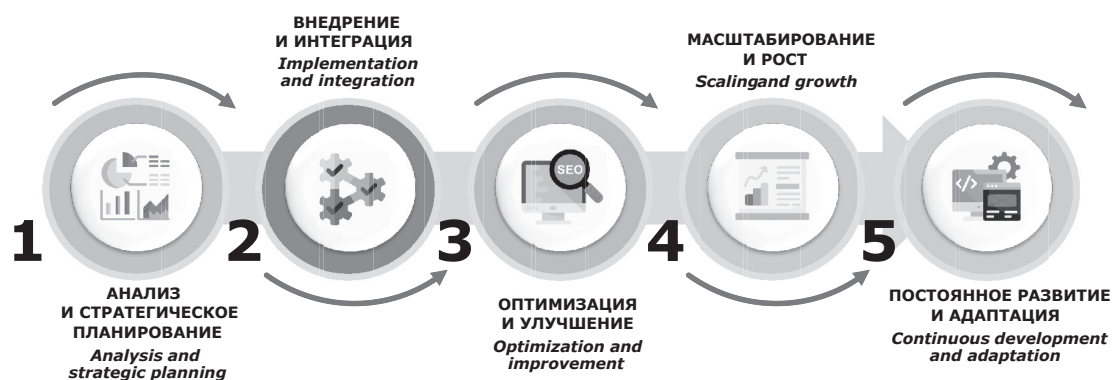 1
АНАЛИЗ
И СТРАТЕГИЧЕСКОЕ
ПЛАНИРОВАНИЕ
Analysis and
strategic planning
2
ВНЕДРЕНИЕ
И ИНТЕГРАЦИЯ
Implementation
and integration
3
SEO
ОПТИМИЗАЦИЯ
И УЛУЧШЕНИЕ
Optimization and
improvement
4
МАСШТАБИРОВАНИЕ
И РОСТ
Scalingand growth
5
</>
ПОСТОЯННОЕ РАЗВИТИЕ
И АДАПТАЦИЯ
Continuous development
and adaptation